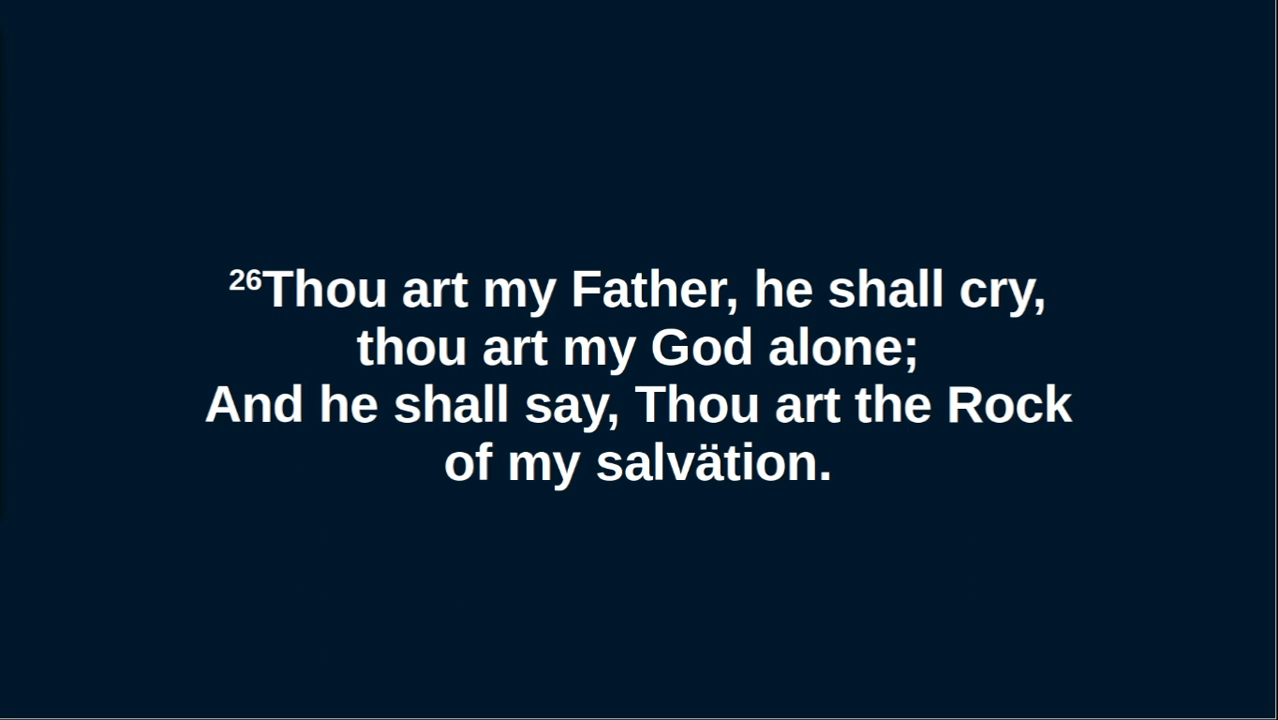 26Thou art my Father, he shall cry,
thou art my God alone;
And he shall say, Thou art the Rock
of my salvätion.